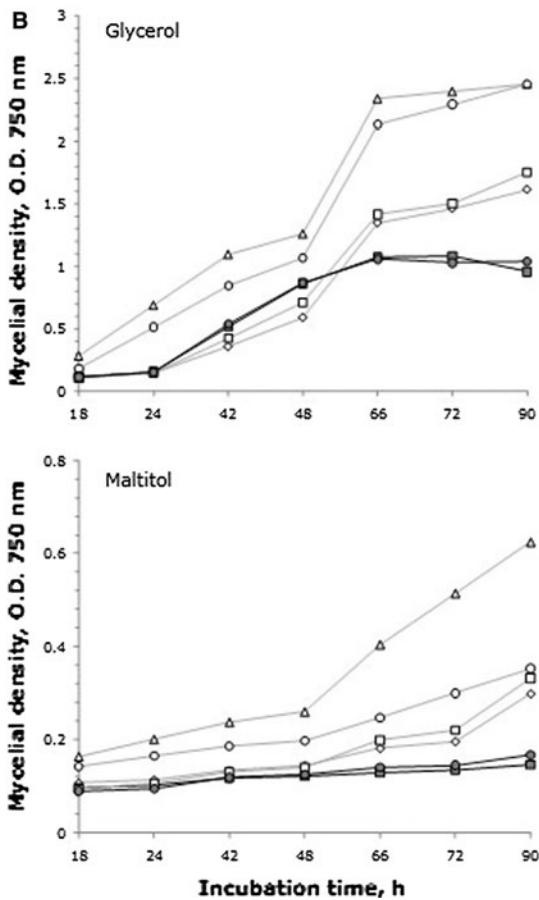 B
Glycerol
Mycelial density, O.D. 750 nm
3
2.5
2
1.5
1
0.5
0
18 24 42 48 66 72 90
Maltitol
Mycelial density, O.D. 750 nm
0.8
0.6
0.4
0.2
0
18 24 42 48 66 72 90
Incubation time, h